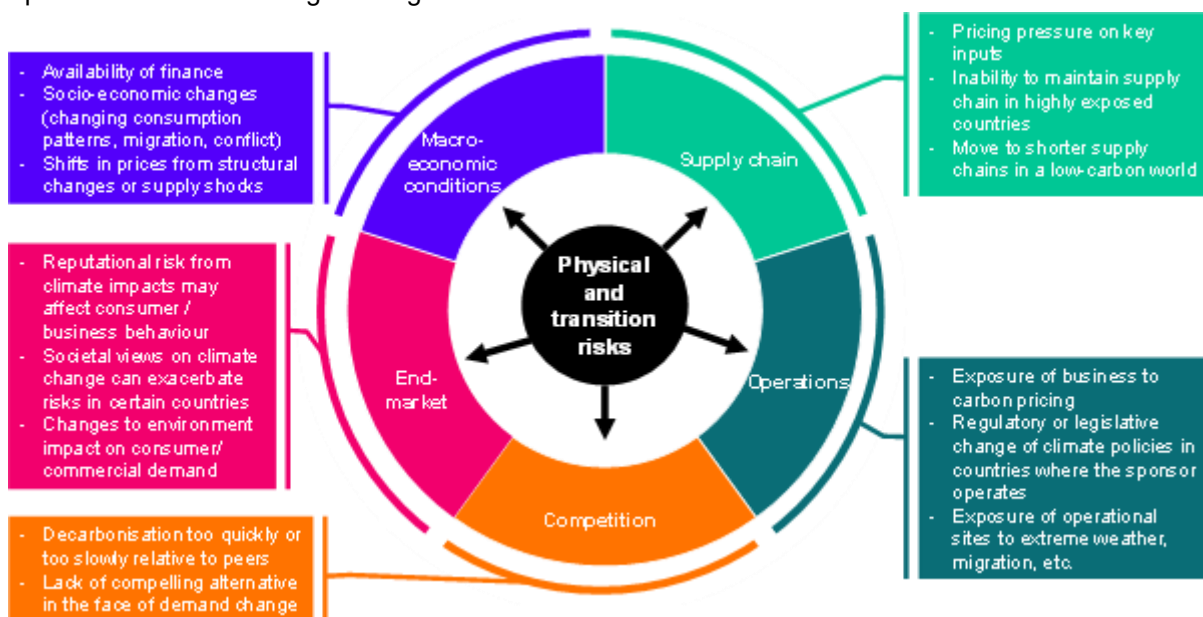 - Availability of finance
- Socio-economic changes
(changing consumption
patterns, migration, conflict)
- Shifts in prices from structural
changes or supply shocks
- Pricing pressure on key
inputs
- Inability to maintain supply
chain in highly exposed
countries
- Move to shorter supply
chains in a low-carbon world
Macro-
economic
conditions
Supply chain
Physical
and
transition
risks
- Reputational risk from
climate impacts may
affect consumer /
business behaviour
- Societal views on climate
change can exacerbate
risks in certain countries
- Changes to environment
impact on consumer/
commercial demand
End-
market
Operations
- Exposure of business to
carbon pricing
- Regulatory or legislative
change of climate policies in
countries where the sponsor
operates
- Exposure of operational
sites to extreme weather,
migration, etc.
Competition
- Decarbonisation too quickly or
too slowly relative to peers
- Lack of compelling alternative
in the face of demand change